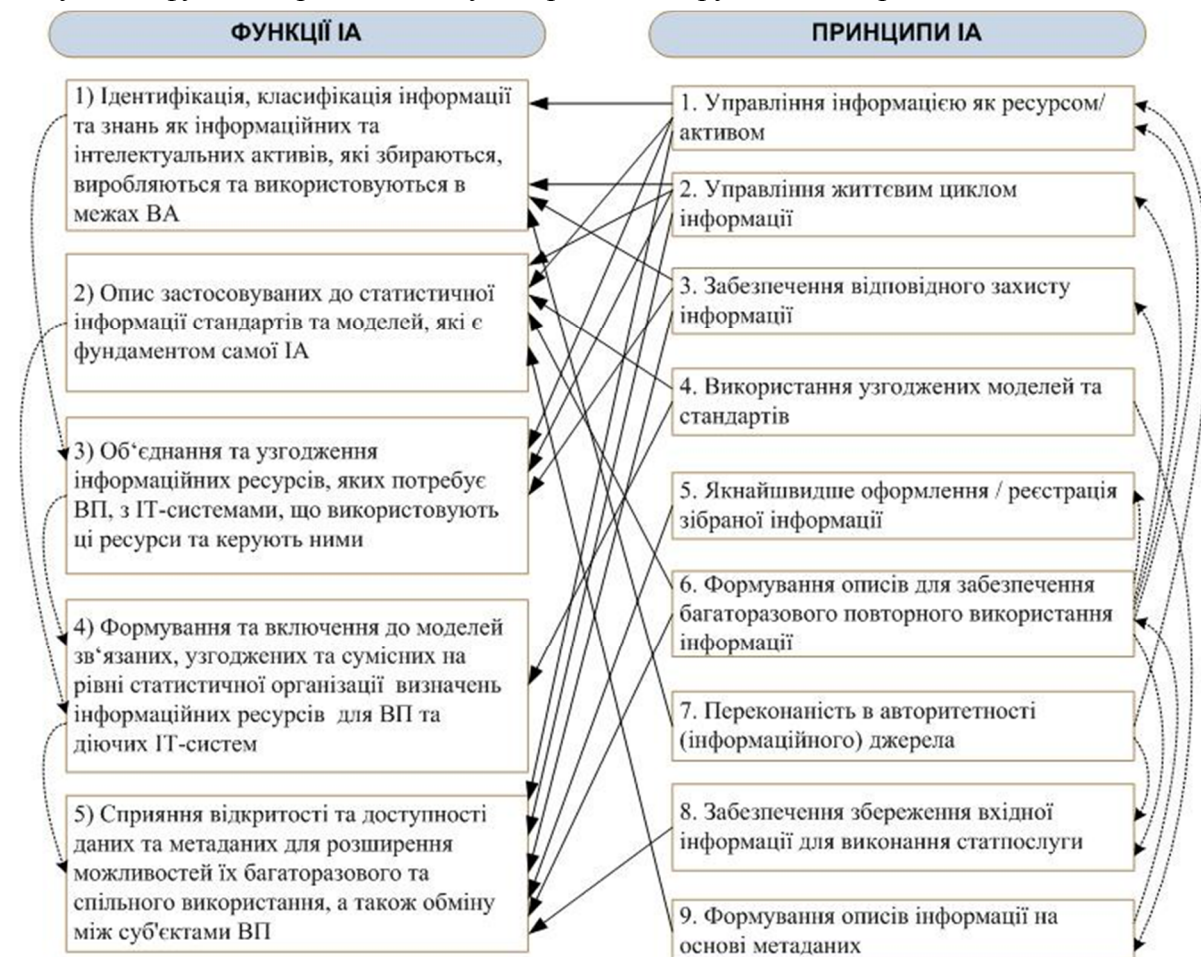 ФУНКЦІЇ ІА
1) Ідентифікація, класифікація інформації
та знань як інформаційних та
інтелектуальних активів, які збираються,
виробляються та використовуються в
межах ВА
2) Опис застосовуваних до статистичної
інформації стандартів та моделей, які є
фундаментом самої ІА
3) Об‘єднання та узгодження
інформаційних ресурсів, яких потребує
ВП, з ІТ-системами, що використовують
ці ресурси та керують ними
4) Формування та включення до моделей
зв‘язаних, узгоджених та сумісних на
рівні статистичної організації визначень
інформаційних ресурсів для ВП та
діючих ІТ-систем
5) Сприяння відкритості та доступності
даних та метаданих для розширення
можливостей їх багаторазового та
спільного використання, а також обміну
між суб'єктами ВП
ПРИНЦИПИ ІА
1. Управління інформацією як ресурсом/
активом
2. Управління життєвим циклом
інформації
3. Забезпечення відповідного захисту
інформації
4. Використання узгоджених моделей та
стандартів
5. Якнайшвидше оформлення / реєстрація
зібраної інформації
6. Формування описів для забезпечення
багаторазового повторного використання
інформації
7. Переконаність в авторитетності
(інформаційного) джерела
8. Забезпечення збереження вхідної
інформації для виконання статпослуги
9. Формування описів інформації на
основі метаданих